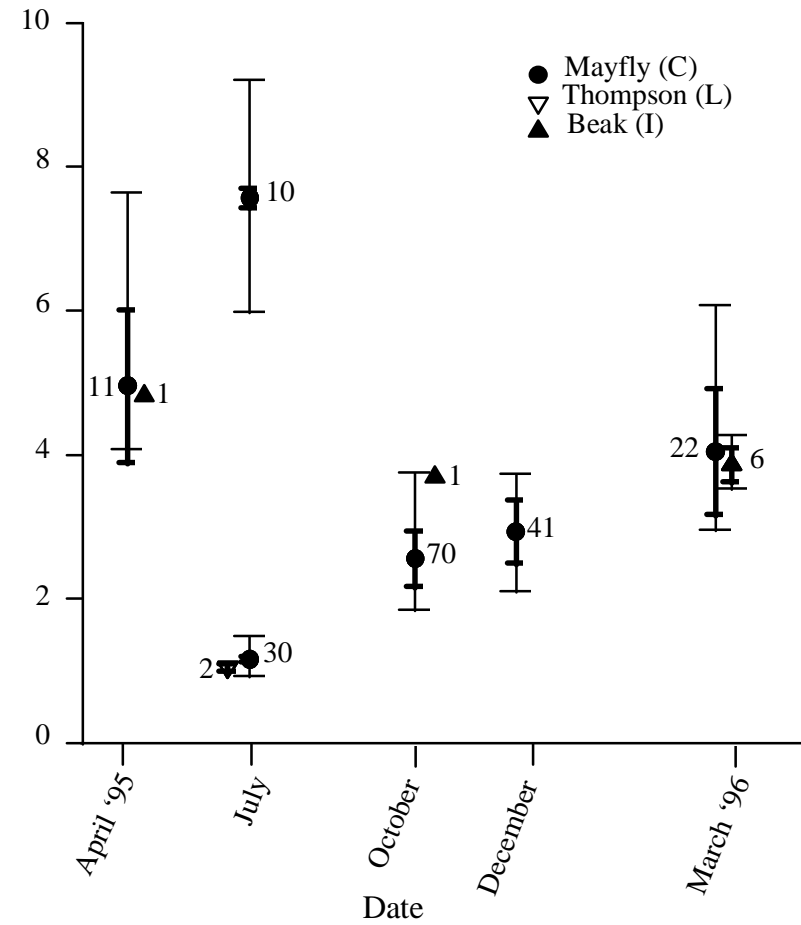 10
Mayfly (C)
Thompson (L)
Beak (I)
8
10
6
11
1
4
1
22
6
70
41
2
2
30
0
April ‘95
July
October
December
March ‘96
Date